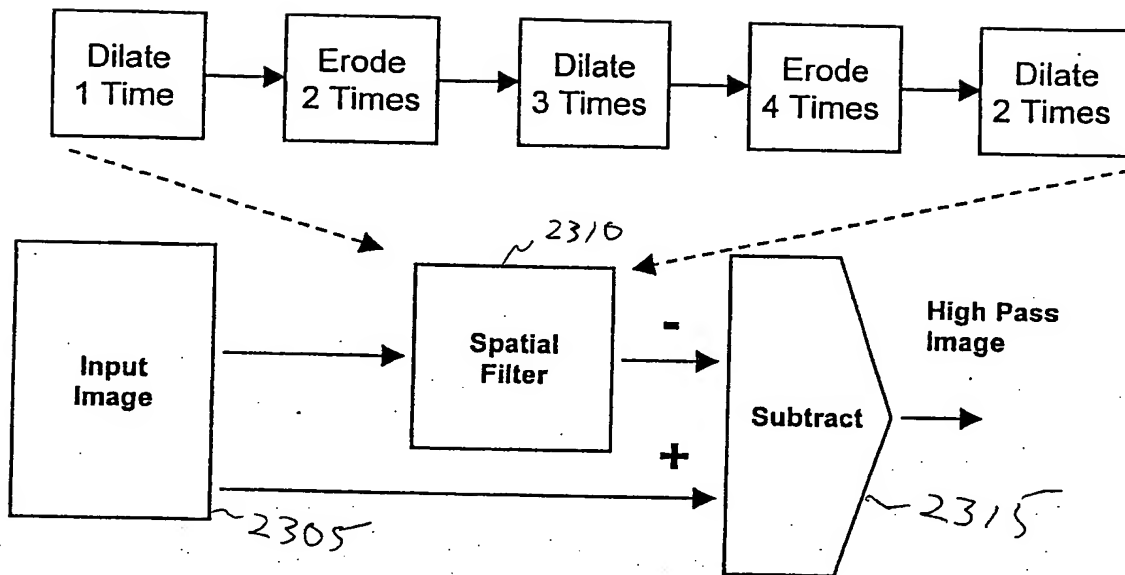 Dilate
1 Time
Erode
2 Times
Dilate
3 Times
Erode
4 Times
Dilate
2 Times
2310
Input
Image
Spatial
Filter
-
+
Subtract
High Pass
Image
2305
2315